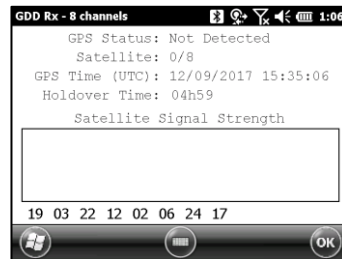 GDD Rx - 8 channels 1:06
GPS Status: Not Detected
Satellite: 0/8
GPS Time (UTC): 12/09/2017 15:35:06
Holdover Time: 04h59
Satellite Signal Strength
19 03 22 12 02 06 24 17
OK